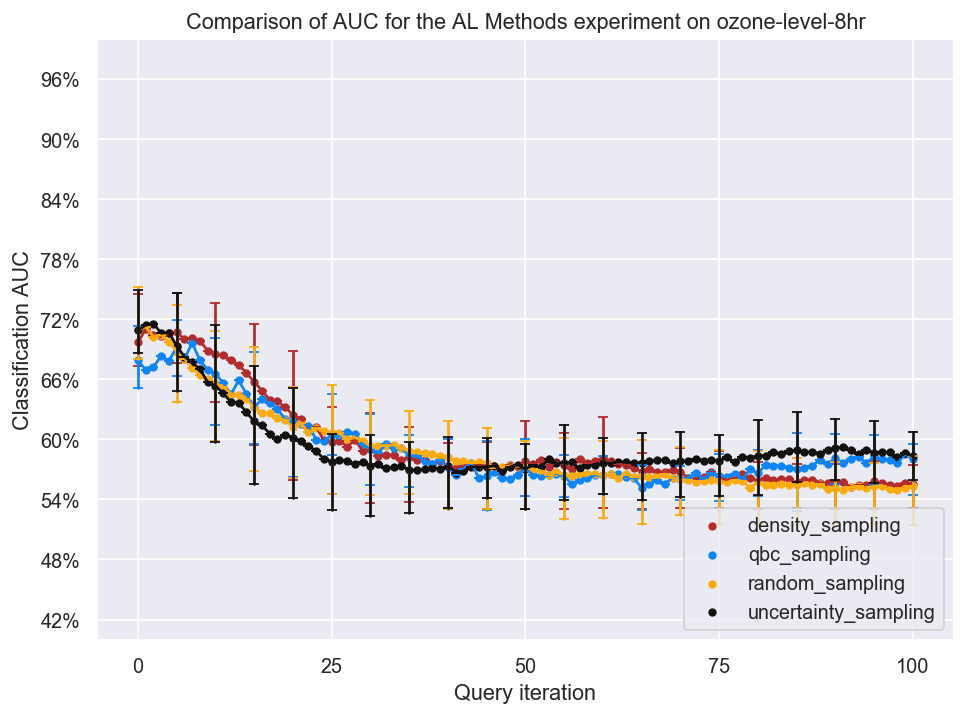 Comparison of AUC for the AL Methods experiment on ozone-level-8hr
96%
90%
84%
78%
72%
66%
60%
54%
48%
42%
Classification AUC
density_sampling
qbc_sampling
random_sampling
uncertainty_sampling
0
25
50
75
100
Query iteration